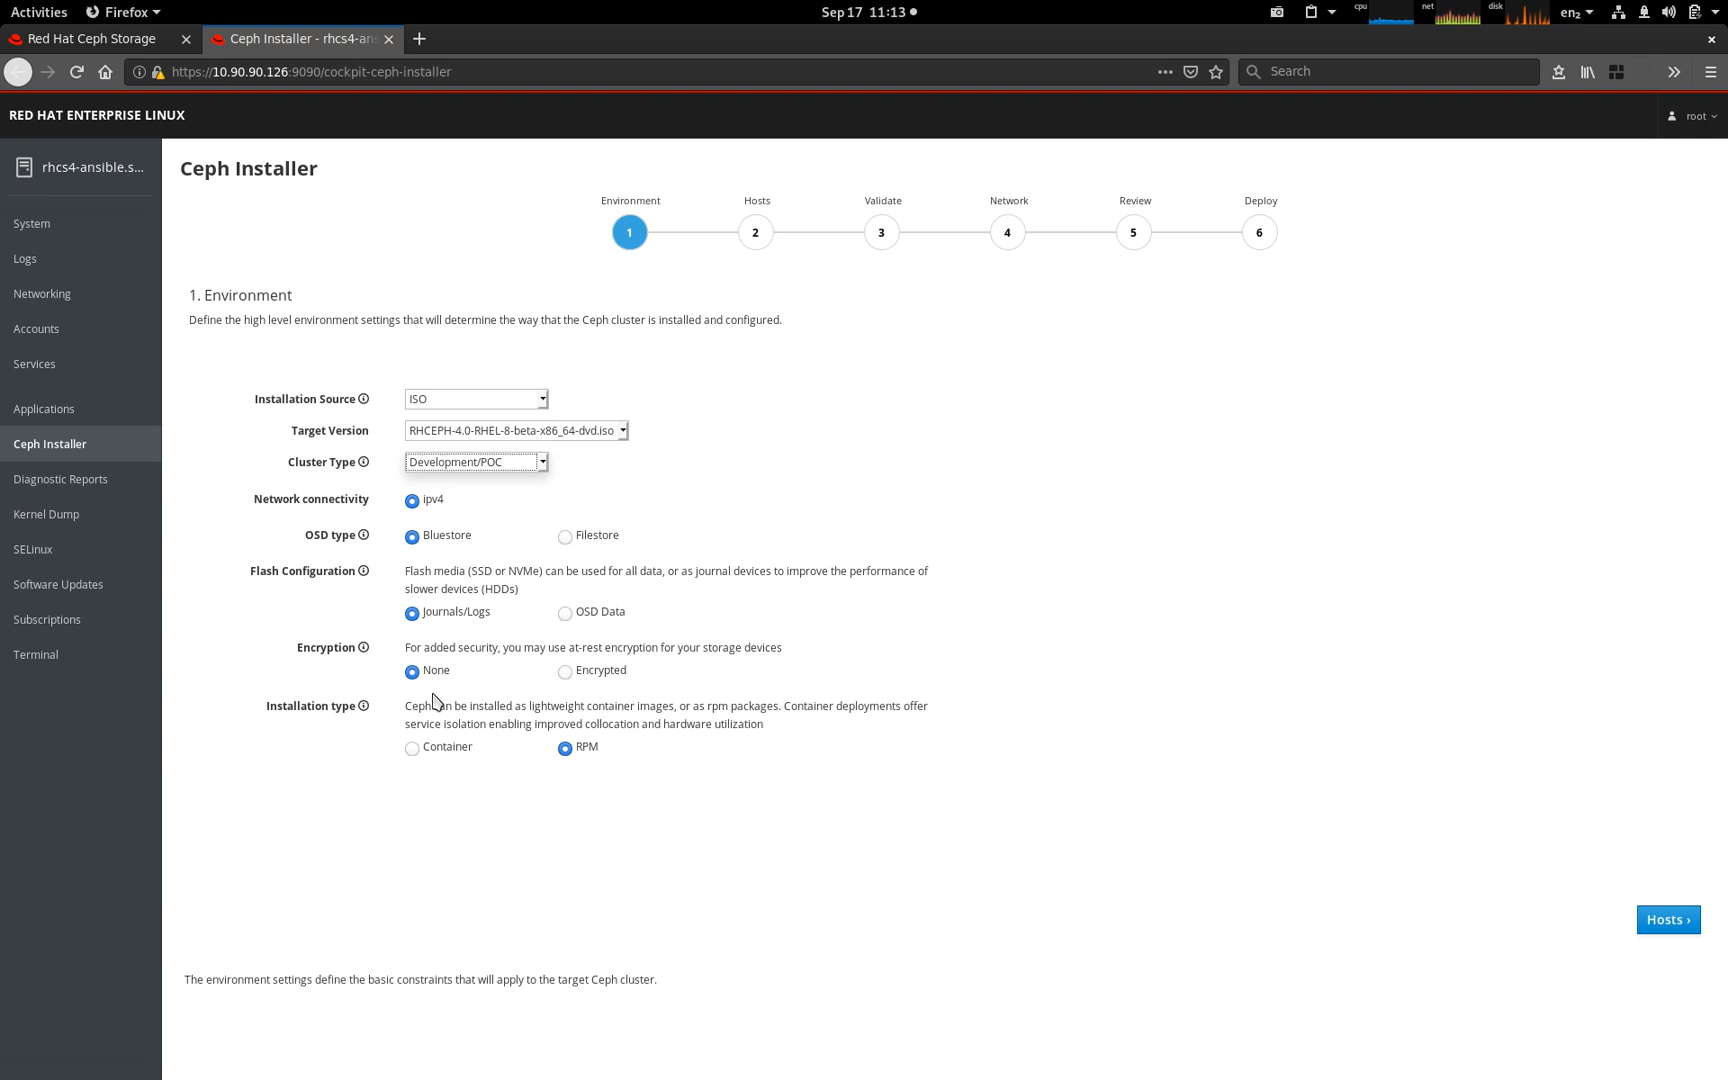 Activities Firefox Sep 17 11:13 cpu net disk en₂
Red Hat Ceph Storage Ceph Installer - rhcs4-ans
https://10.90.90.126:9090/cockpit-ceph-installer Search
RED HAT ENTERPRISE LINUX root
rhcs4-ansible.s...
System
Logs
Networking
Accounts
Services
Applications
Ceph Installer
Diagnostic Reports
Kernel Dump
SELinux
Software Updates
Subscriptions
Terminal
Ceph Installer
Environment Hosts Validate Network Review Deploy
1 2 3 4 5 6
1. Environment
Define the high level environment settings that will determine the way that the Ceph cluster is installed and configured.
Installation Source ISO
Target Version RHCEPH-4.0-RHEL-8-beta-x86_64-dvd.iso
Cluster Type Development/POC
Network connectivity ipv4
OSD type Bluestore Filestore
Flash Configuration Flash media (SSD or NVMe) can be used for all data, or as journal devices to improve the performance of
slower devices (HDDs)
Journals/Logs OSD Data
Encryption For added security, you may use at-rest encryption for your storage devices
None Encrypted
Installation type Ceph can be installed as lightweight container images, or as rpm packages. Container deployments offer
service isolation enabling improved collocation and hardware utilization
Container RPM
Hosts ›
The environment settings define the basic constraints that will apply to the target Ceph cluster.